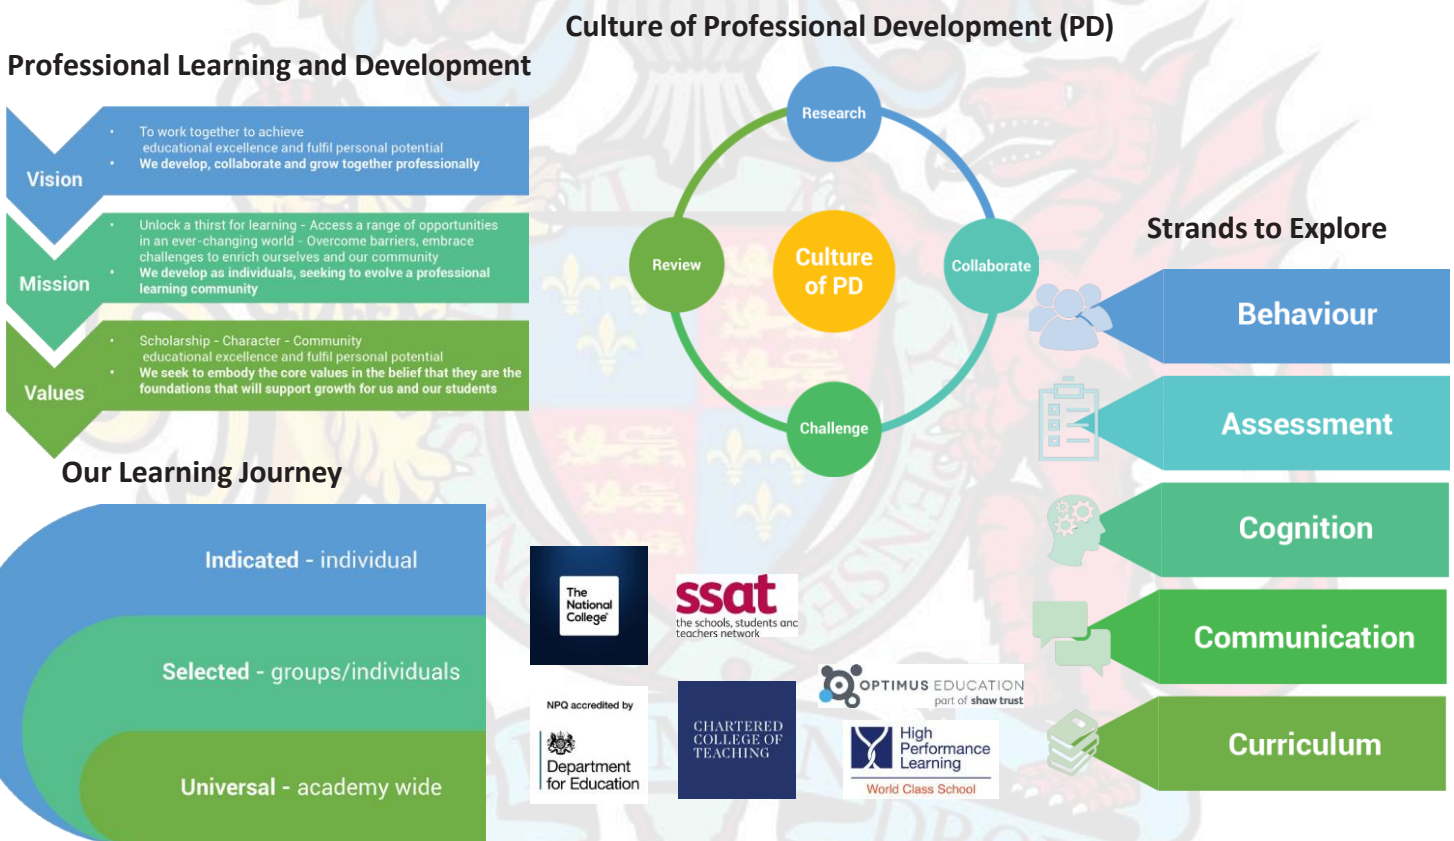 Culture of Professional Development (PD)
Professional Learning and Development
Vision
• To work together to achieve
educational excellence and fulfil personal potential
• We develop, collaborate and grow together professionally
Mission
• Unlock a thirst for learning - Access a range of opportunities
in an ever-changing world - Overcome barriers, embrace
challenges to enrich ourselves and our community
• We develop as individuals, seeking to evolve a professional
learning community
Values
• Scholarship - Character - Community
educational excellence and fulfil personal potential
• We seek to embody the core values in the belief that they are the
foundations that will support growth for us and our students
Research
Review
Culture
of PD
Collaborate
Challenge
Strands to Explore
Behaviour
Assessment
Cognition
Communication
Curriculum
Our Learning Journey
Indicated - individual
Selected - groups/individuals
Universal - academy wide
The
National
College
ssat
the schools, students and
teachers network
OPTIMUS EDUCATION
part of shaw trust
NPQ accredited by
Department
for Education
CHARTERED
COLLEGE OF
TEACHING
High
Performance
Learning
World Class School